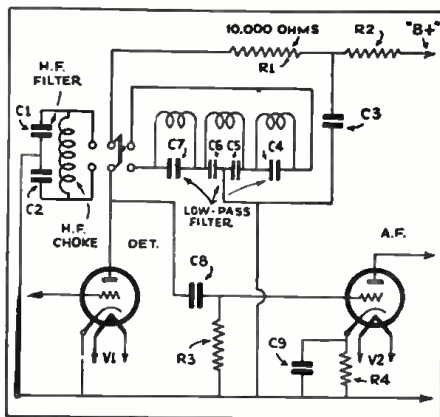 10.000 OHMS
R1
R2
"B+"
H.F.
FILTER
C1
C2
H.F.
CHOKE
C7
C6
C5
C4
C3
LOW-PASS
FILTER
DET.
A.F.
C8
V1
R3
C9
V2
R4